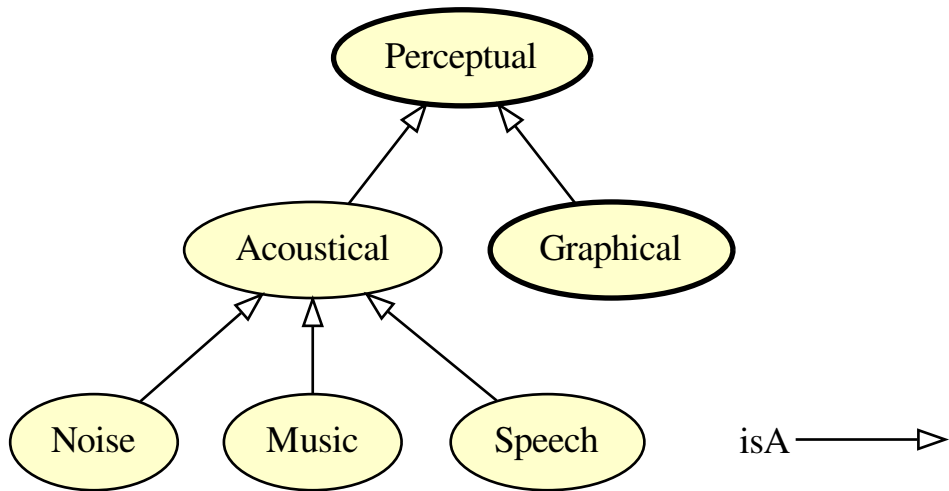 Perceptual
Acoustical
Graphical
Noise
Music
Speech
isA